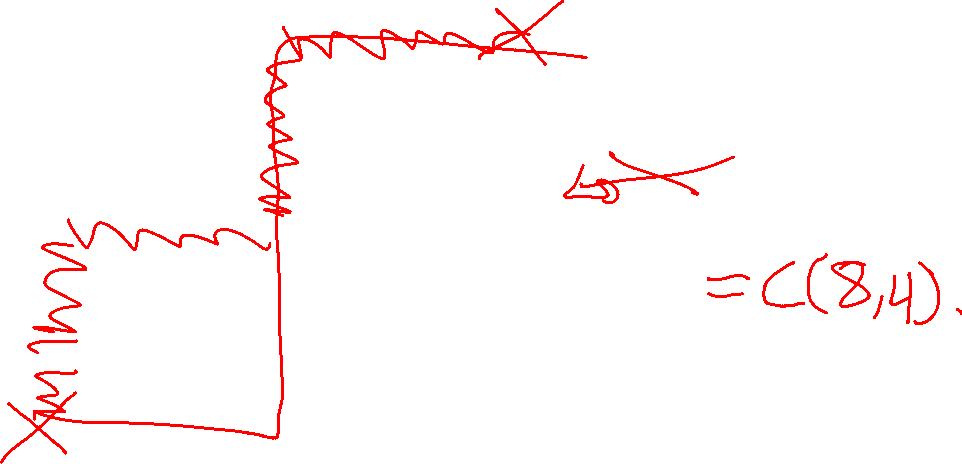 = C(8,4).